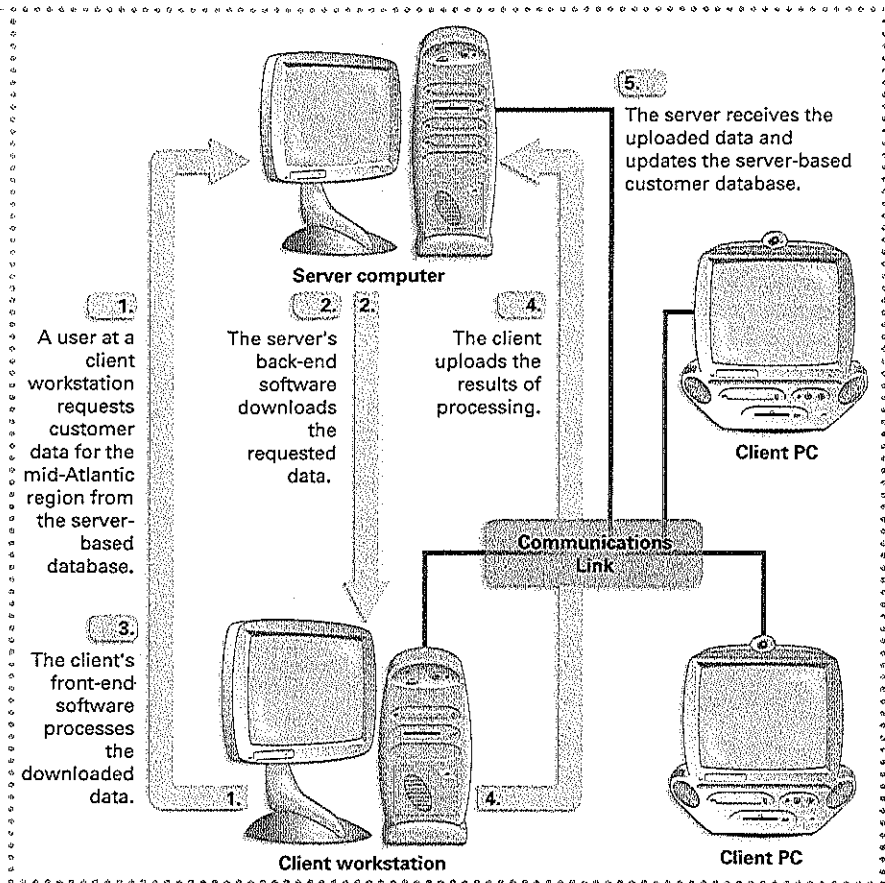 5.
The server receives the
uploaded data and
updates the server-based
customer database.
Server computer
1.
A user at a
client
workstation
requests
customer
data for the
mid-Atlantic
region from
the server-
based
database.
2.
The server's
back-end
software
downloads
the
requested
data.
2.
4.
The client
uploads the
results of
processing.
Client PC
Communications
Link
3.
The client's
front-end
software
processes
the
downloaded
data.
1.
4.
Client workstation
Client PC